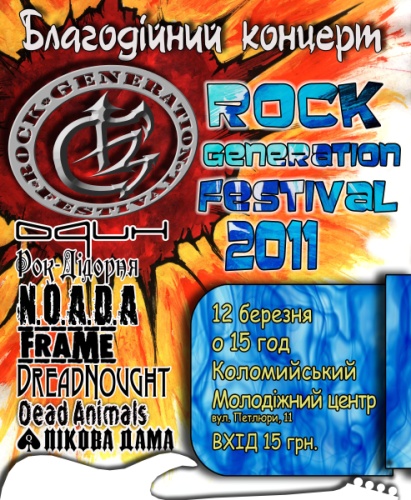 Благодійний концерт
ROCK GENERATION
FESTIVAL
ROCK
GENERATION
FESTIVAL
2011
ОДИН
Рок-Дідорня
N.O.A.D.A
FRAME
DREADNOUGHT
Dead Animals
ПІКОВА ДАМА
12 березня
о 15 год
Коломийський
Молодіжний центр
вул. Петлюри, 11
ВХІД 15 грн.